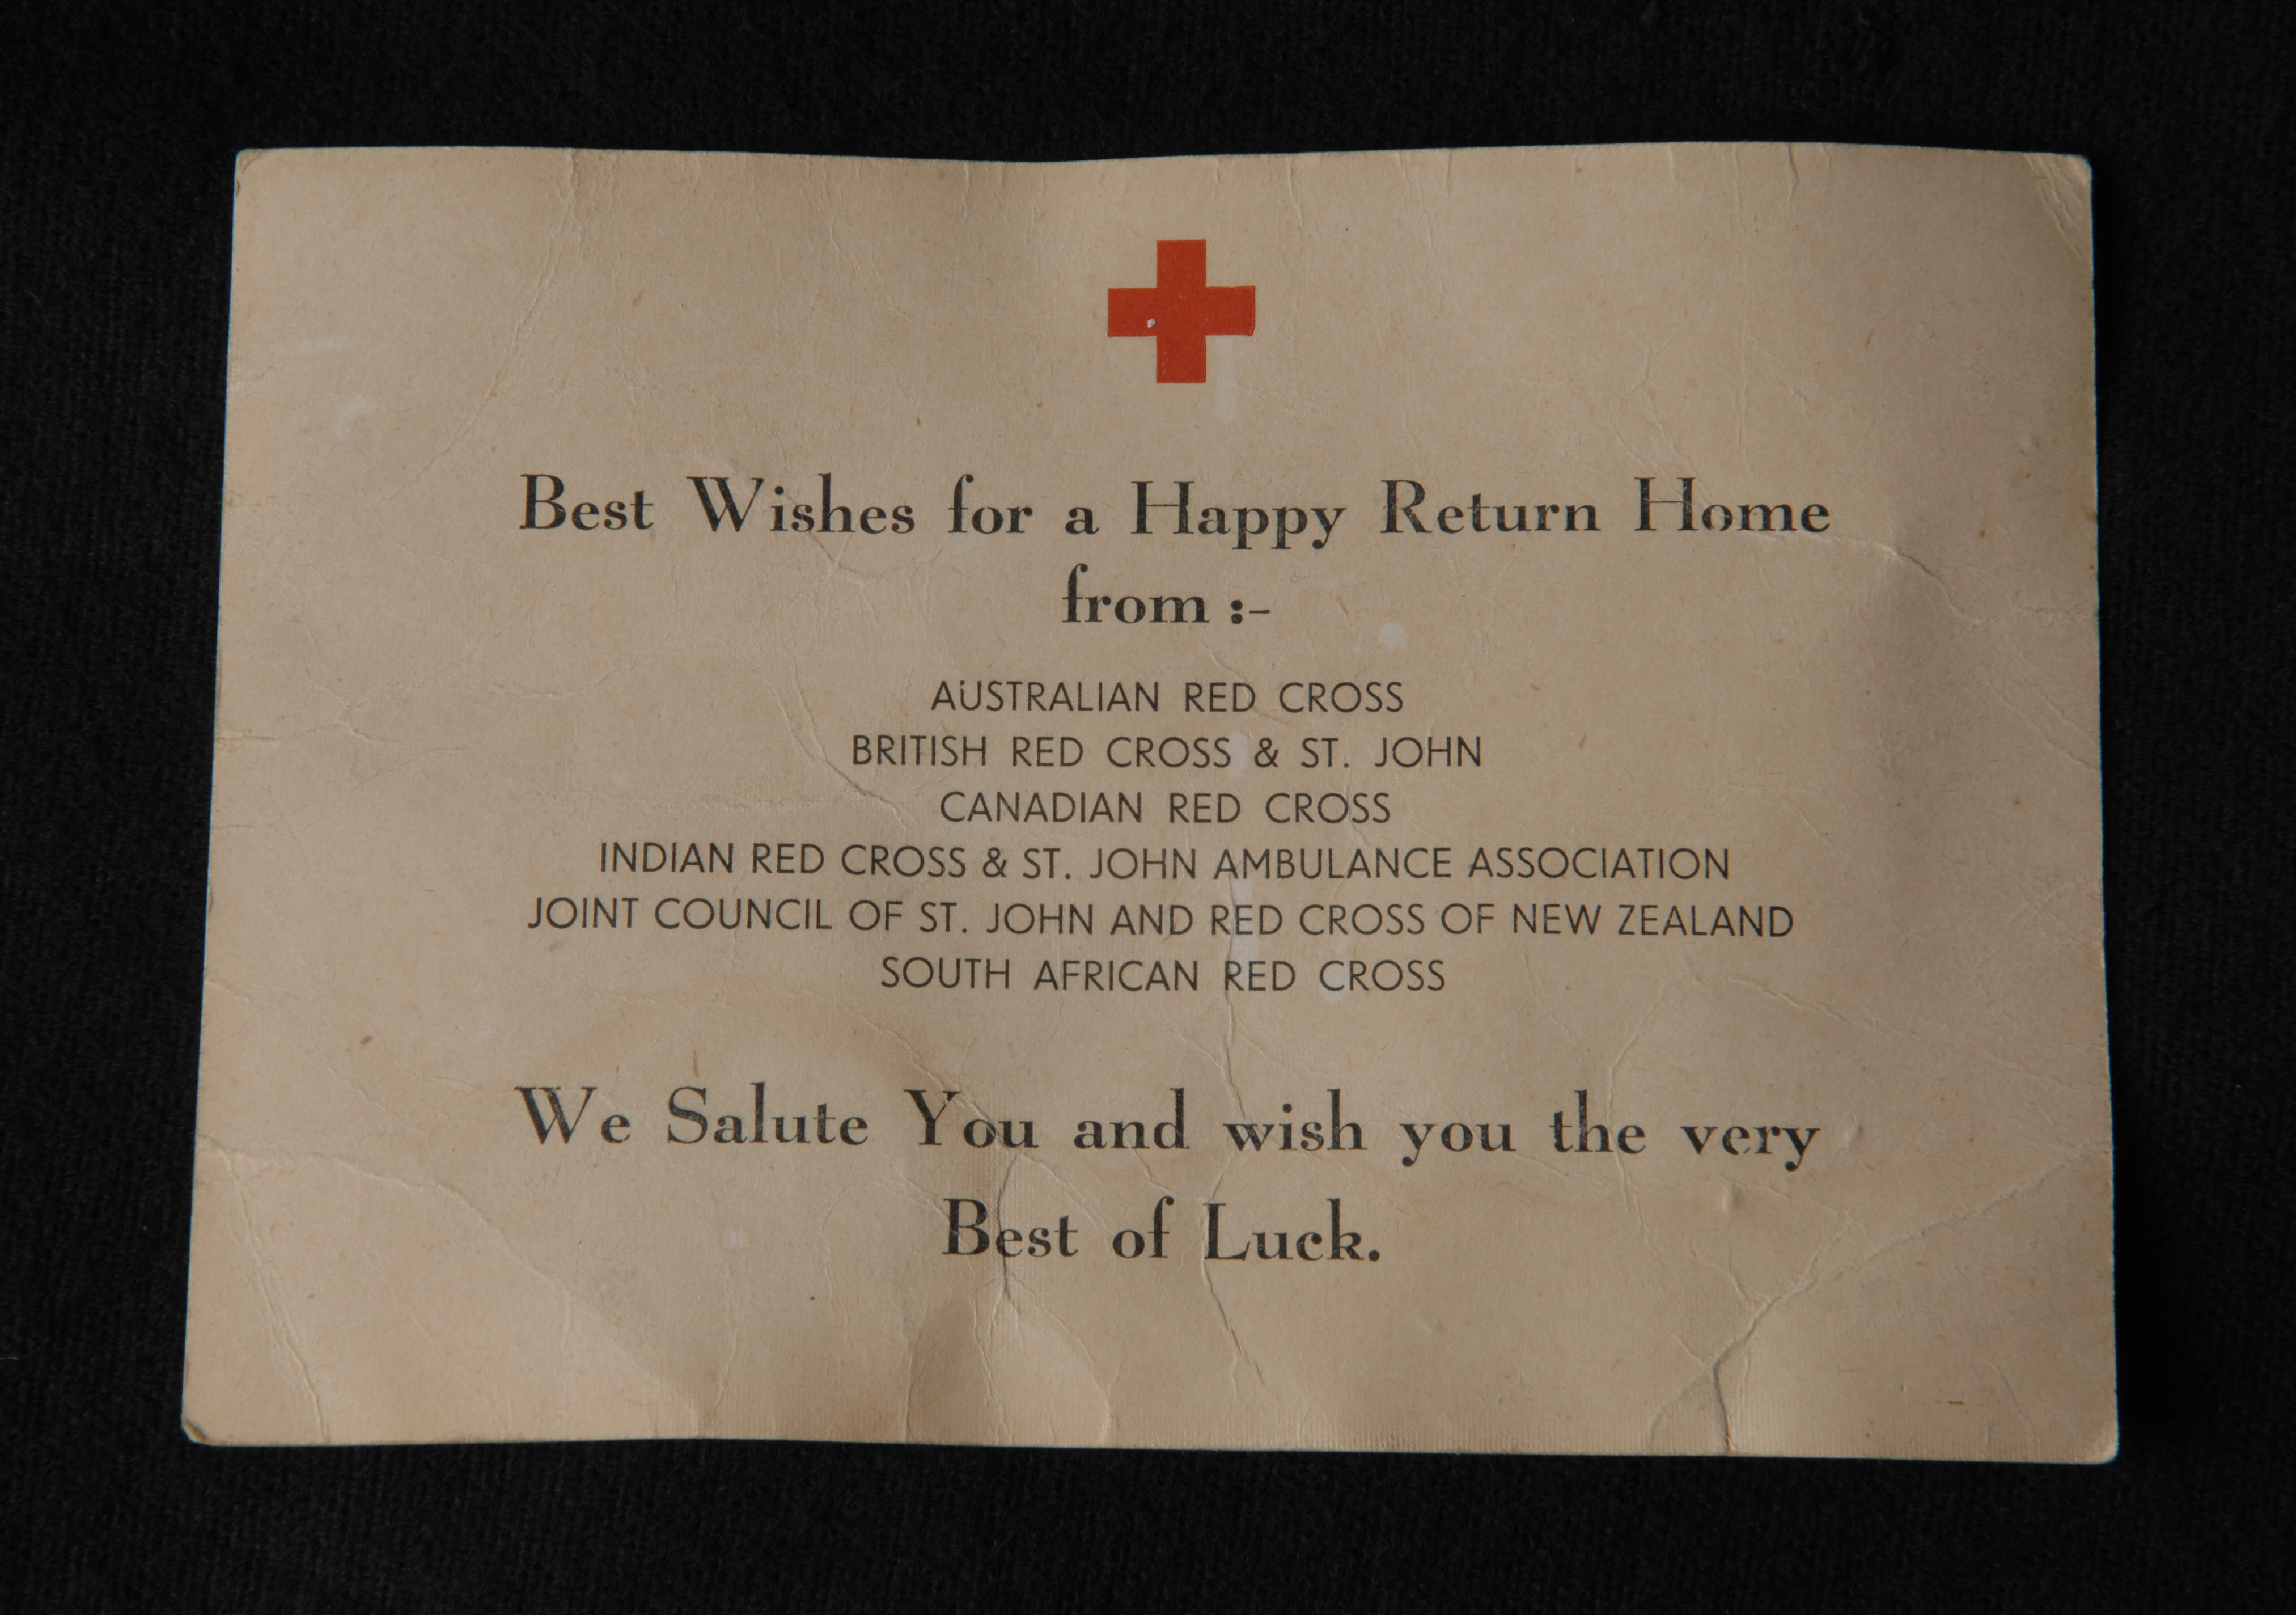 Best Wishes for a Happy Return Home
from :-
AUSTRALIAN RED CROSS
BRITISH RED CROSS & ST. JOHN
CANADIAN RED CROSS
INDIAN RED CROSS & ST. JOHN AMBULANCE ASSOCIATION
JOINT COUNCIL OF ST. JOHN AND RED CROSS OF NEW ZEALAND
SOUTH AFRICAN RED CROSS
We Salute You and wish you the very
Best of Luck.